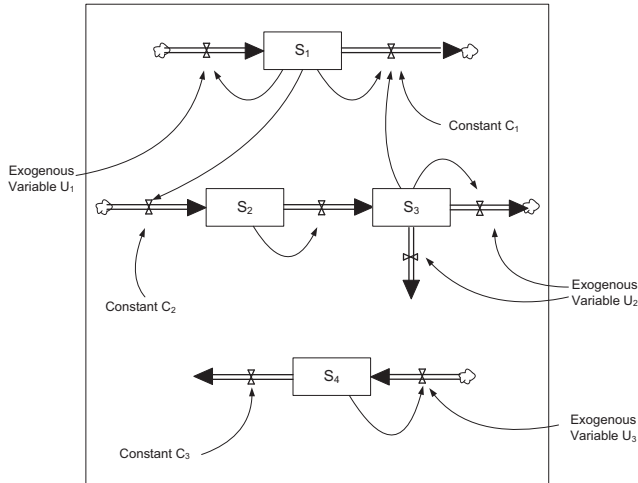 S₁
Constant C₁
Exogenous
Variable U₁
S₂
S₃
Constant C₂
Exogenous
Variable U₂
S₄
Constant C₃
Exogenous
Variable U₃